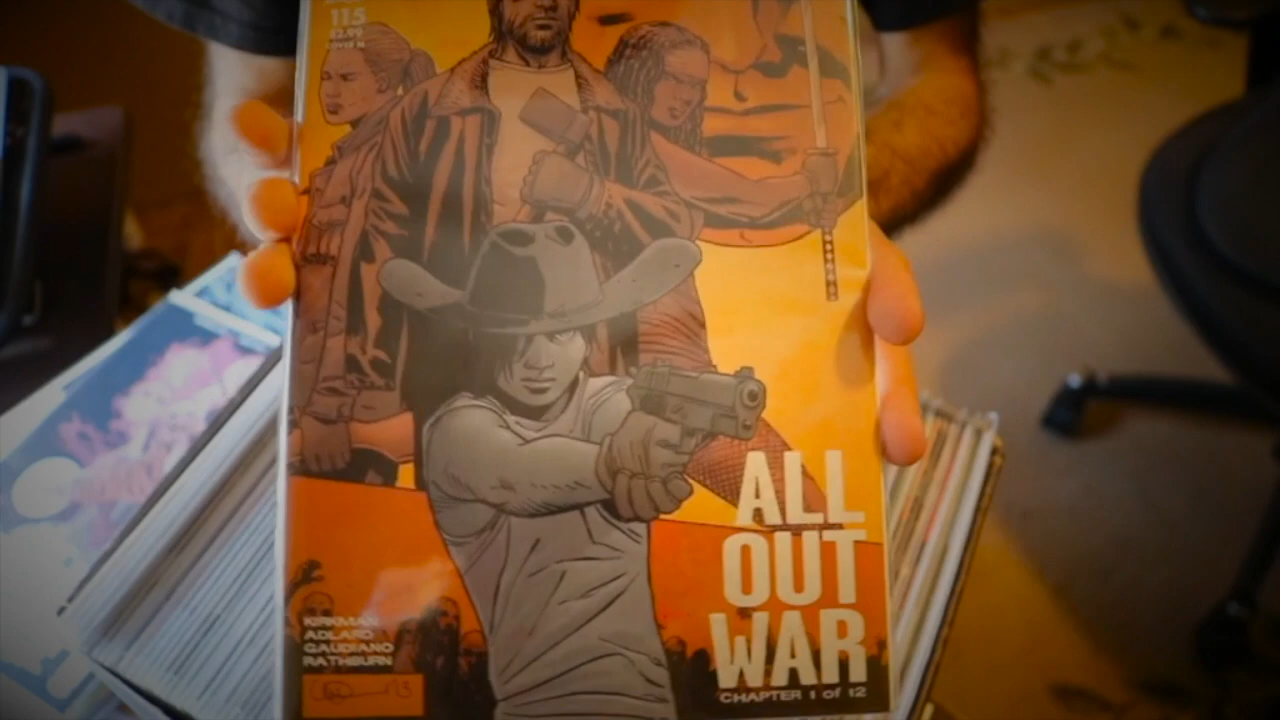 115
$2.99
COVER M
ALL
OUT
WAR
CHAPTER 1 of 12
KIRKMAN
ADLARD
GAUDIANO
RATHBURN